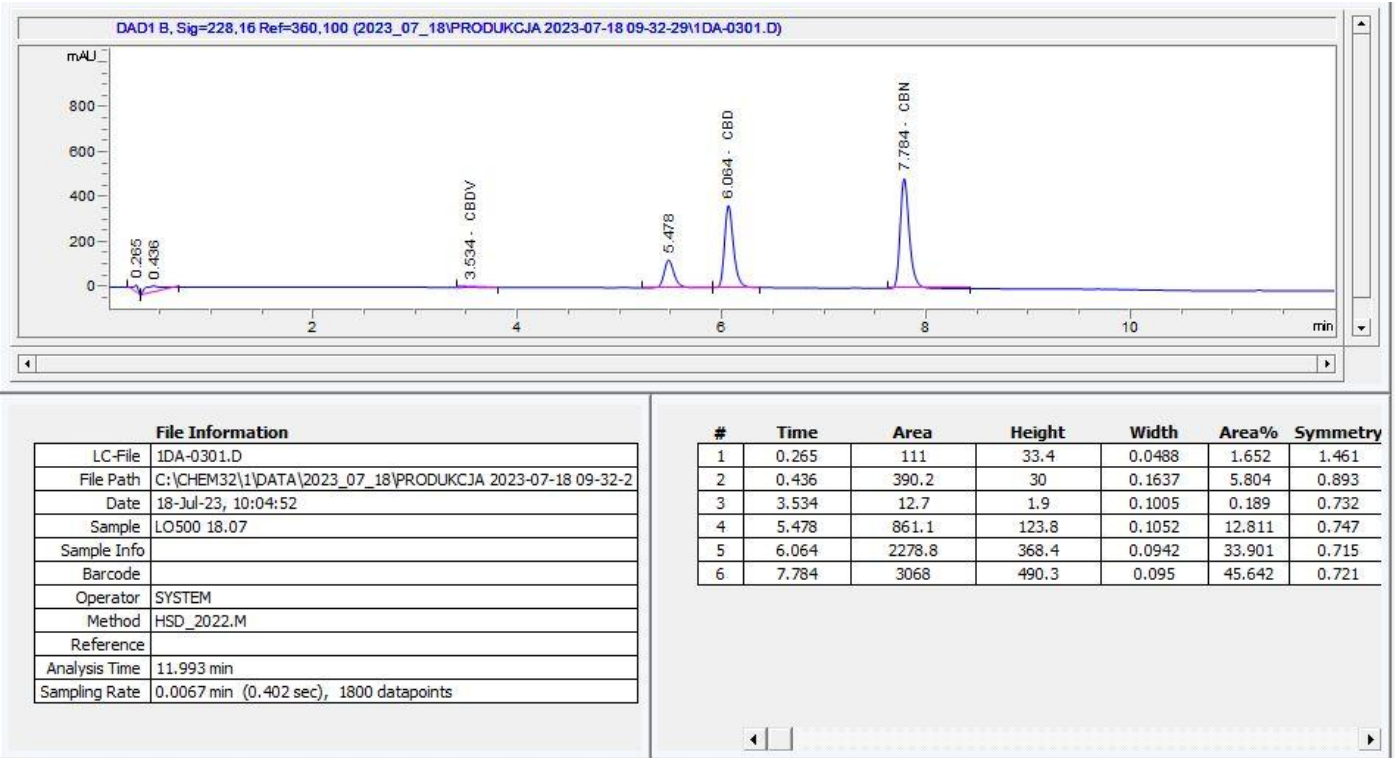 DAD1 B, Sig=228,16 Ref=360,100 (2023_07_18\PRODUKCJA 2023-07-18 09-32-29\1DA-0301.D)
mAU
800
600
400
200
0
0.265
0.436
3.534 - CBDV
5.478
6.064 - CBD
7.784 - CBN
2 4 6 8 10 min
File Information
LC-File 1DA-0301.D
File Path C:\CHEM32\1\DATA\2023_07_18\PRODUKCJA 2023-07-18 09-32-2
Date 18-Jul-23, 10:04:52
Sample LO500 18.07
Sample Info
Barcode
Operator SYSTEM
Method HSD_2022.M
Reference
Analysis Time 11.993 min
Sampling Rate 0.0067 min (0.402 sec), 1800 datapoints
# Time Area Height Width Area% Symmetry
1 0.265 111 33.4 0.0488 1.652 1.461
2 0.436 390.2 30 0.1637 5.804 0.893
3 3.534 12.7 1.9 0.1005 0.189 0.732
4 5.478 861.1 123.8 0.1052 12.811 0.747
5 6.064 2278.8 368.4 0.0942 33.901 0.715
6 7.784 3068 490.3 0.095 45.642 0.721